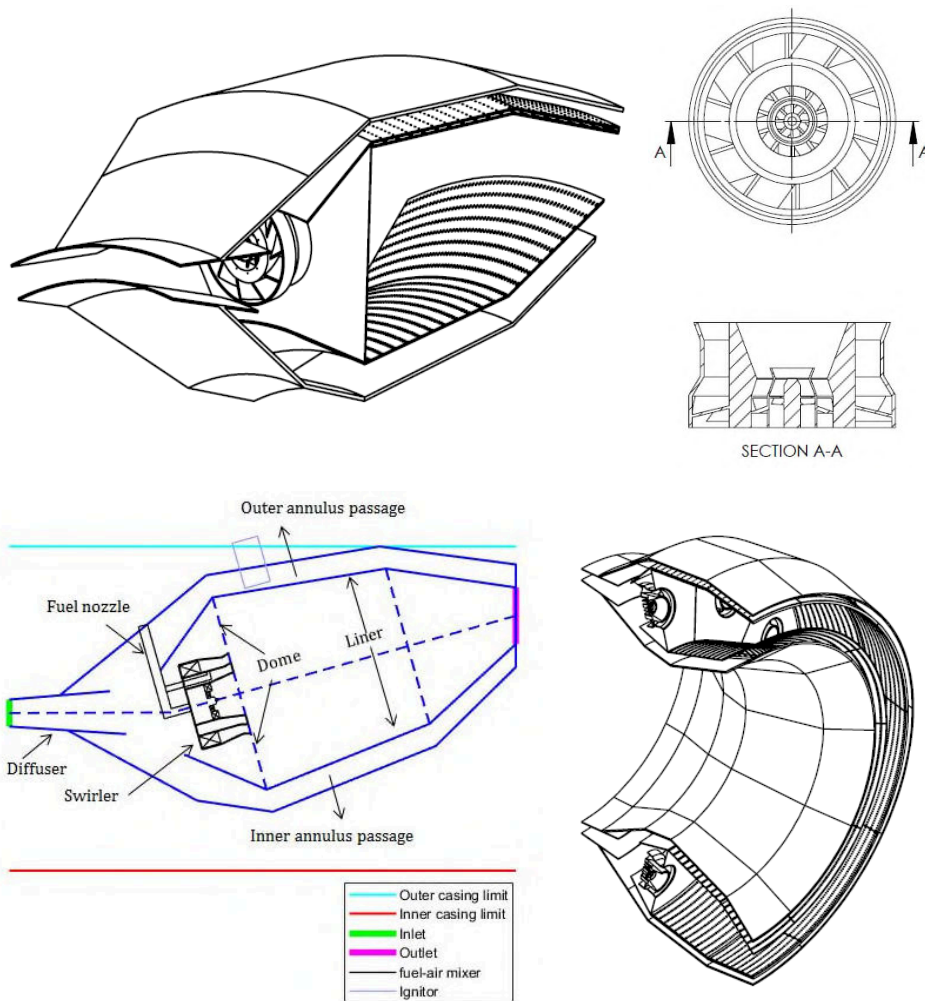 A
A
SECTION A-A
Outer annulus passage
Fuel nozzle
Dome
Liner
Diffuser
Swirler
Inner annulus passage
Outer casing limit
Inner casing limit
Inlet
Outlet
fuel-air mixer
Ignitor